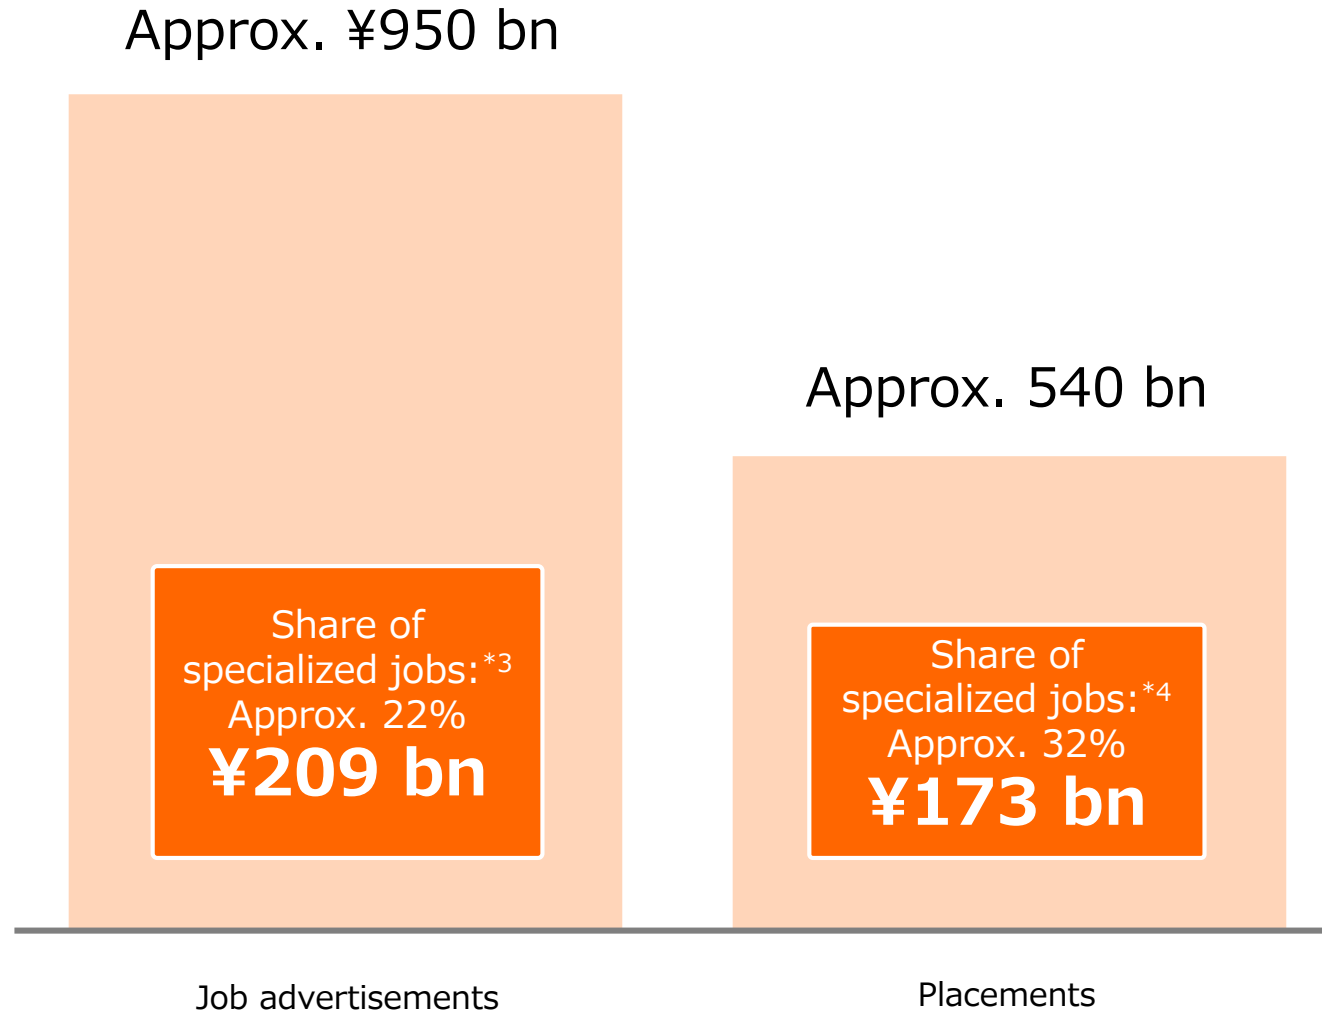 Approx. ¥950 bn
Share of
specialized jobs:*3
Approx. 22%
¥209 bn
Job advertisements
Approx. 540 bn
Share of
specialized jobs:*4
Approx. 32%
¥173 bn
Placements